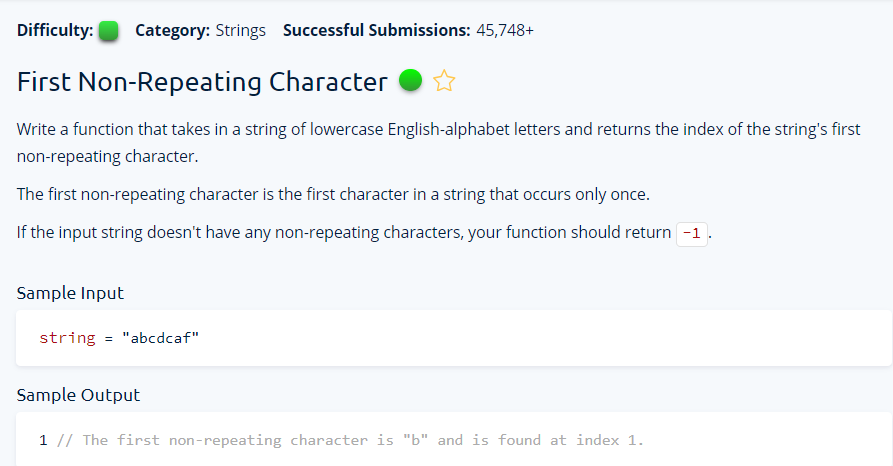 Difficulty: Category: Strings Successful Submissions: 45,748+
First Non-Repeating Character
Write a function that takes in a string of lowercase English-alphabet letters and returns the index of the string's first
non-repeating character.
The first non-repeating character is the first character in a string that occurs only once.
If the input string doesn't have any non-repeating characters, your function should return -1.
Sample Input
string = "abcdcaf"
Sample Output
1 // The first non-repeating character is "b" and is found at index 1.